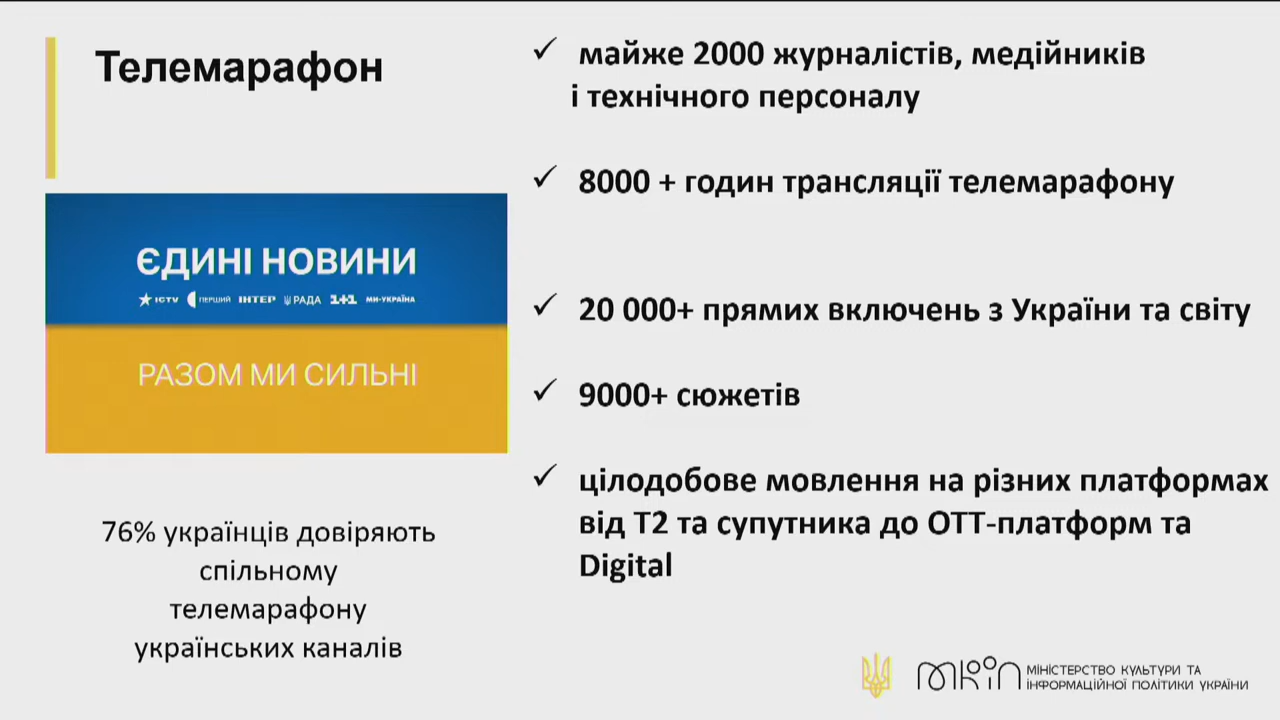 Телемарафон
ЄДИНІ НОВИНИ
ICTV ПЕРШИЙ ІНТЕР РАДА 1+1 МИ-УКРАЇНА
РАЗОМ МИ СИЛЬНІ
76% українців довіряють
спільному
телемарафону
українських каналів
майже 2000 журналістів, медійників
і технічного персоналу
8000 + годин трансляції телемарафону
20 000+ прямих включень з України та світу
9000+ сюжетів
цілодобове мовлення на різних платформах
від Т2 та супутника до ОТТ-платформ та
Digital
мкіп МІНІСТЕРСТВО КУЛЬТУРИ ТА
ІНФОРМАЦІЙНОЇ ПОЛІТИКИ УКРАЇНИ